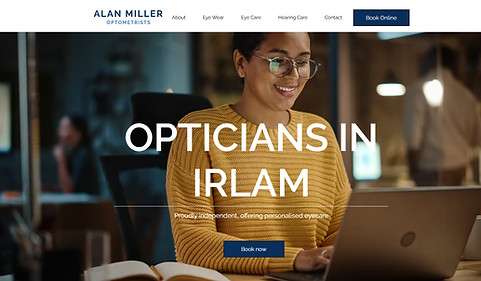 ALAN MILLER
OPTOMETRISTS
About
Eye Wear
Eye Care
Hearing Care
Contact
Book Online
OPTICIANS IN
IRLAM
Proudly independent, offering personalised eyecare
Book now